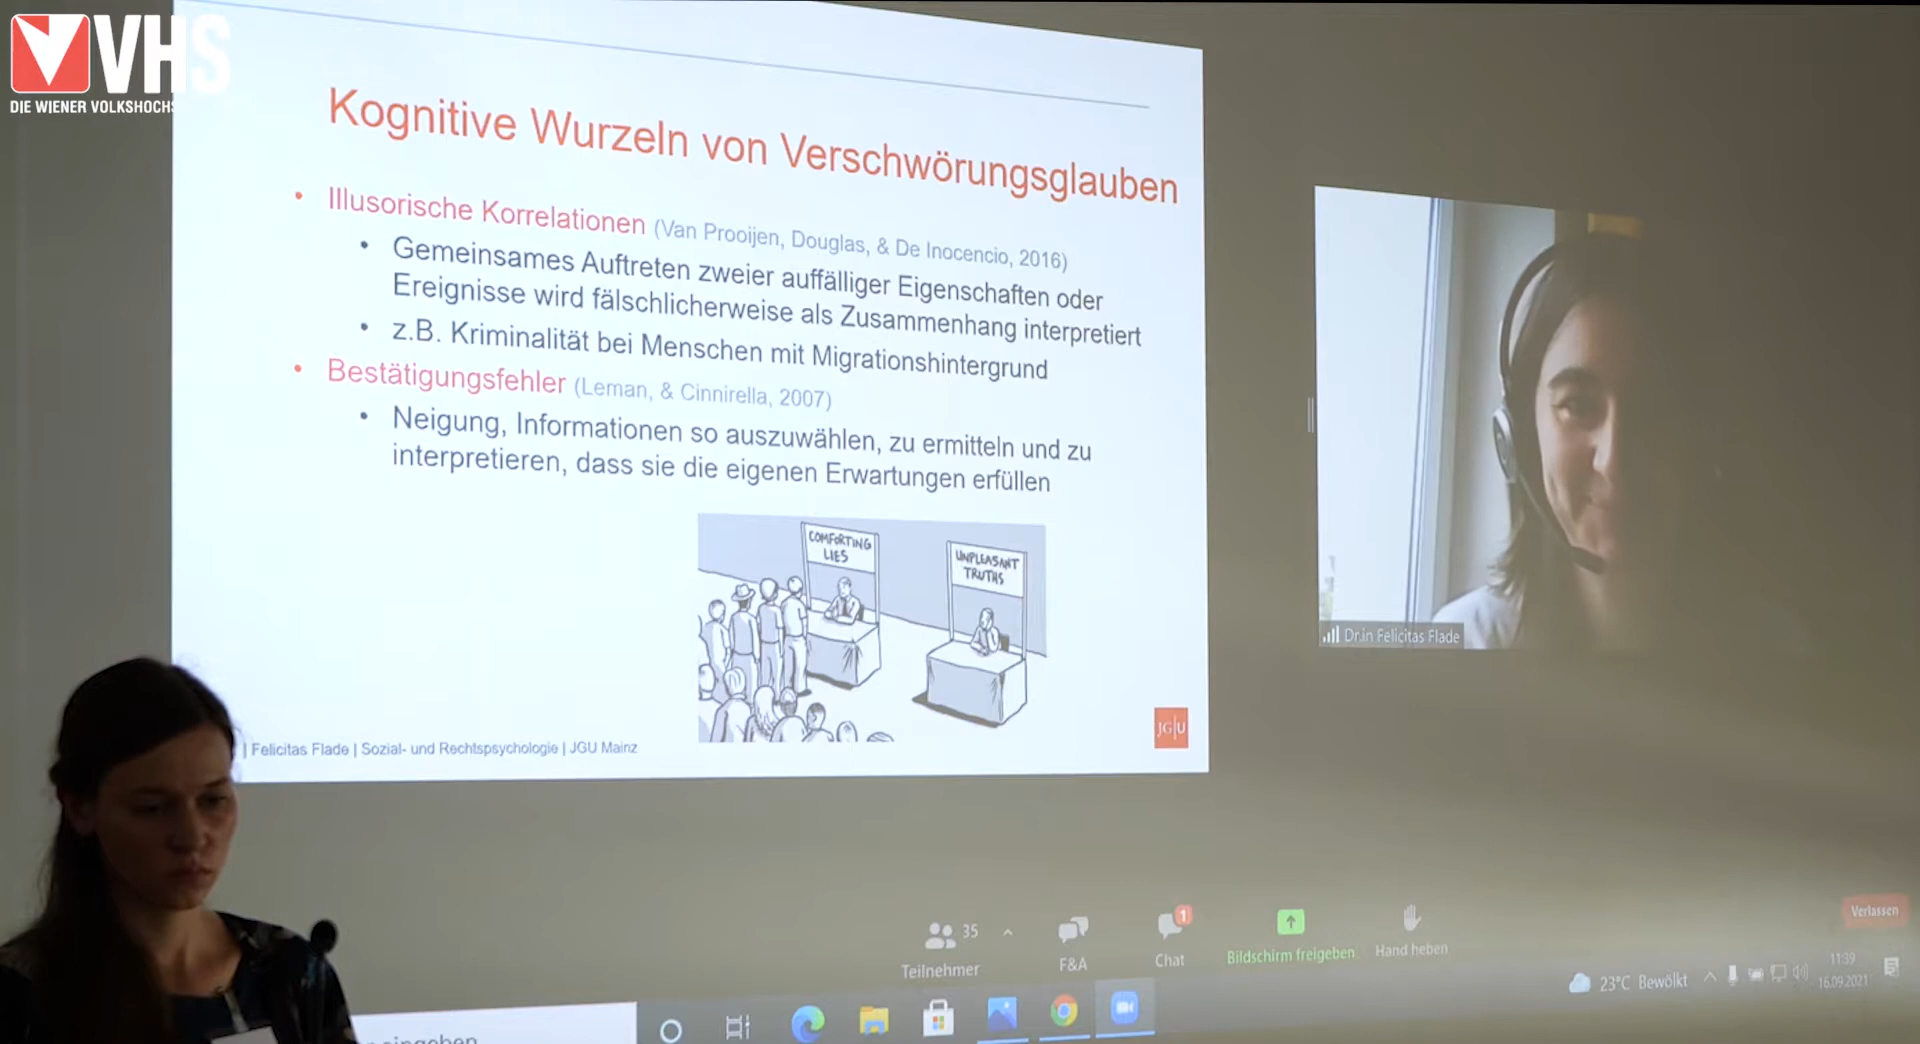 VHS
DIE WIENER VOLKSHOCHS
Kognitive Wurzeln von Verschwörungsglauben
• Illusorische Korrelationen (Van Prooijen, Douglas, & De Inocencio, 2016)
• Gemeinsames Auftreten zweier auffälliger Eigenschaften oder
Ereignisse wird fälschlicherweise als Zusammenhang interpretiert
• z.B. Kriminalität bei Menschen mit Migrationshintergrund
• Bestätigungsfehler (Leman, & Cinnirella, 2007)
• Neigung, Informationen so auszuwählen, zu ermitteln und zu
interpretieren, dass sie die eigenen Erwartungen erfüllen
COMFORTING
LIES
UNPLEASANT
TRUTHS
| Felicitas Flade | Sozial- und Rechtspsychologie | JGU Mainz
JG|U
Dr.in Felicitas Flade
35
Teilnehmer
F&A
1
Chat
Bildschirm freigeben
Hand heben
Verlassen
23°C Bewölkt
11:39
16.09.2021